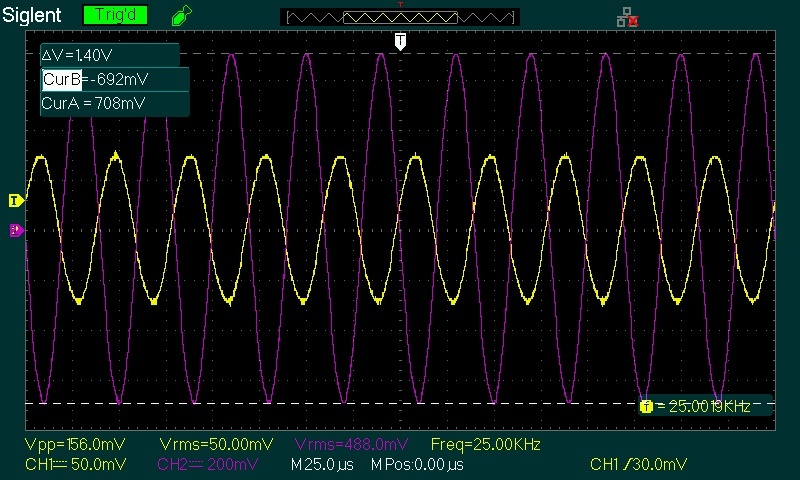 Siglent Trig'd T
T
ΔV=1.40V
CurB=-692mV
CurA = 708mV
T
T = 25.0019KHz
Vpp=156.0mV Vrms=50.00mV Vrms=488.0mV Freq=25.00KHz
CH1 50.0mV CH2 200mV M 25.0 µs M Pos:0.00 µs CH1 /30.0mV